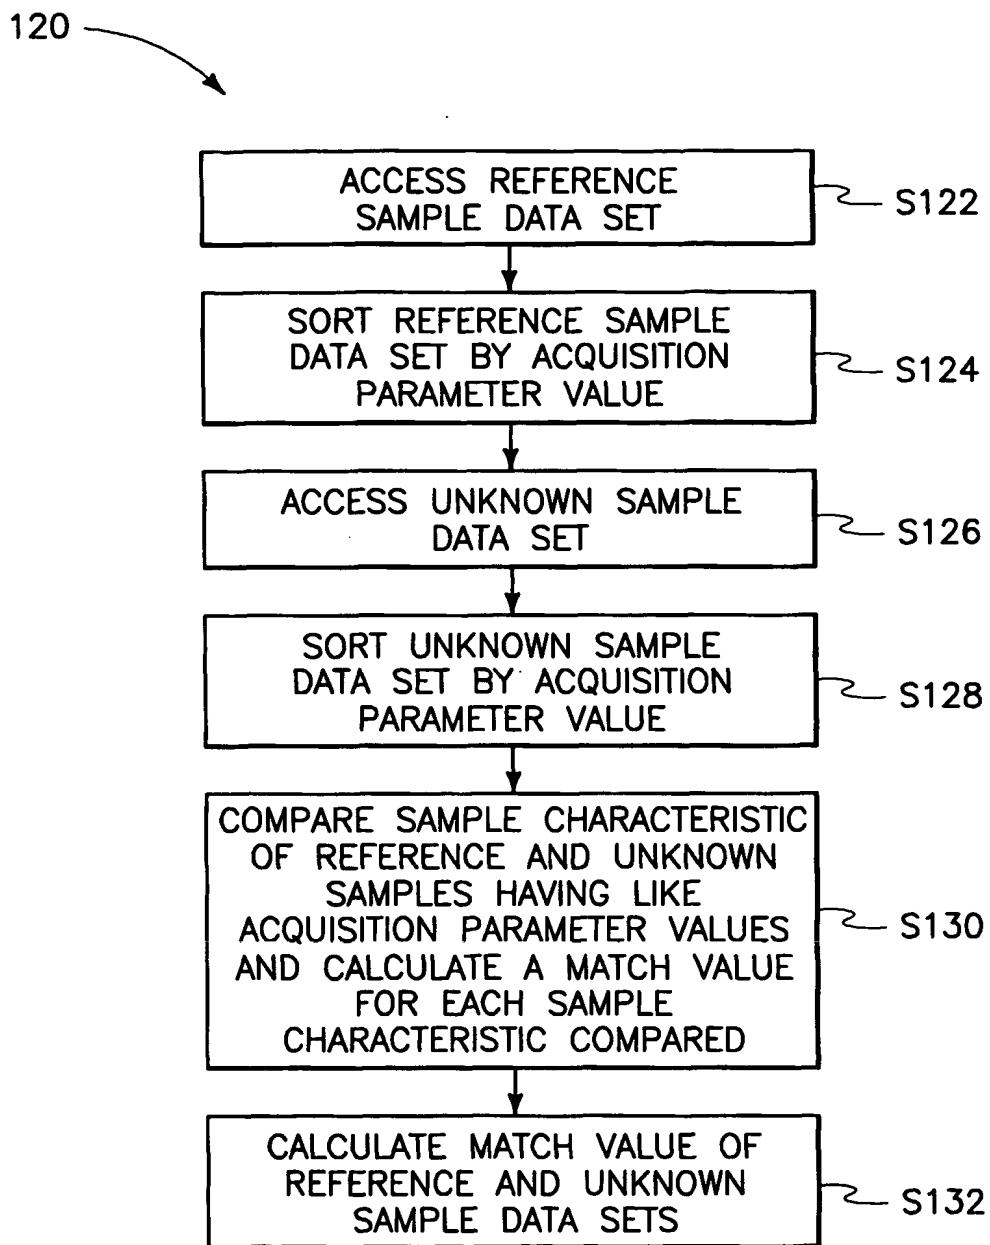 120
ACCESS REFERENCE
SAMPLE DATA SET
S122
SORT REFERENCE SAMPLE
DATA SET BY ACQUISITION
PARAMETER VALUE
S124
ACCESS UNKNOWN SAMPLE
DATA SET
S126
SORT UNKNOWN SAMPLE
DATA SET BY ACQUISITION
PARAMETER VALUE
S128
COMPARE SAMPLE CHARACTERISTIC
OF REFERENCE AND UNKNOWN
SAMPLES HAVING LIKE
ACQUISITION PARAMETER VALUES
AND CALCULATE A MATCH VALUE
FOR EACH SAMPLE
CHARACTERISTIC COMPARED
S130
CALCULATE MATCH VALUE OF
REFERENCE AND UNKNOWN
SAMPLE DATA SETS
S132